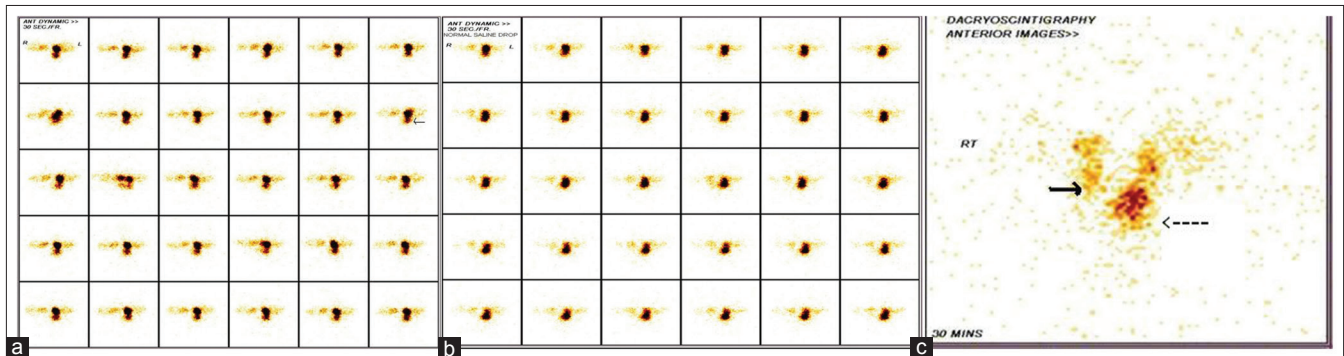 ANT DYNAMIC >>
30 SEC./FR.
R L
a
ANT DYNAMIC >>
30 SEC./FR.
NORMAL SALINE DROP
R L
b
DACRYOSCINTIGRAPHY
ANTERIOR IMAGES>>
RT
30 MINS
c